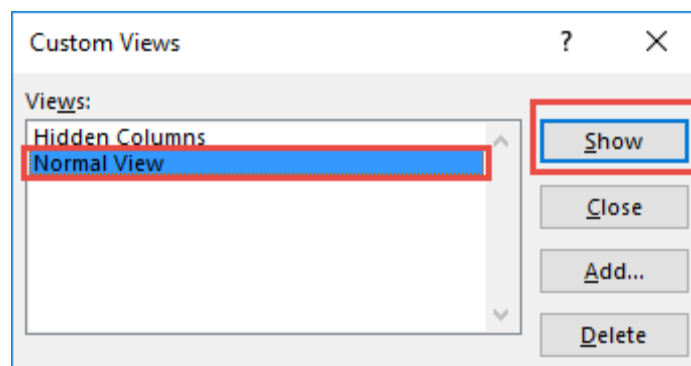 Custom Views ? ×
Views:
Hidden Columns
Normal View
Show
Close
Add...
Delete